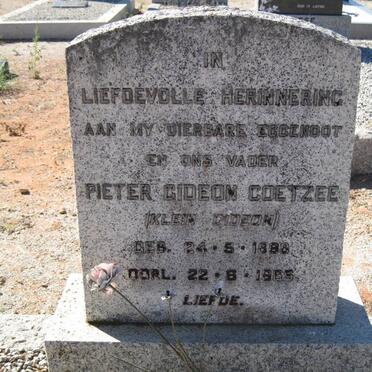 IN
LIEFDEVOLLE HERINNERING
AAN MY DIERBARE EGGENOOT
EN ONS VADER
PIETER GIDEON COETZEE
(KLEIN GIDEON)
GEB. 24·5·1898
OORL. 22·6·1965
LIEFDE.